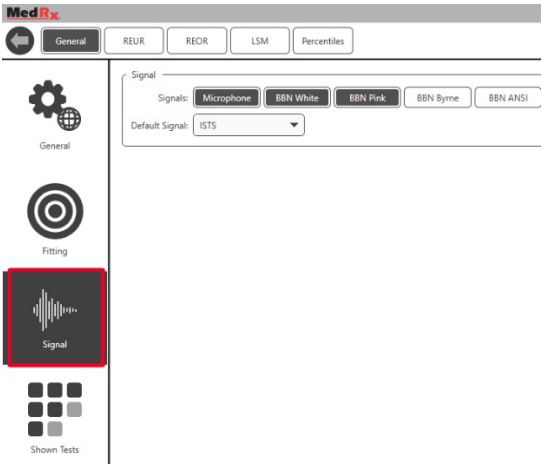 MedRx
General REUR REOR LSM Percentiles
Signal
Signals: Microphone BBN White BBN Pink BBN Byrne BBN ANSI
Default Signal: ISTS
General
Fitting
Signal
Shown Tests